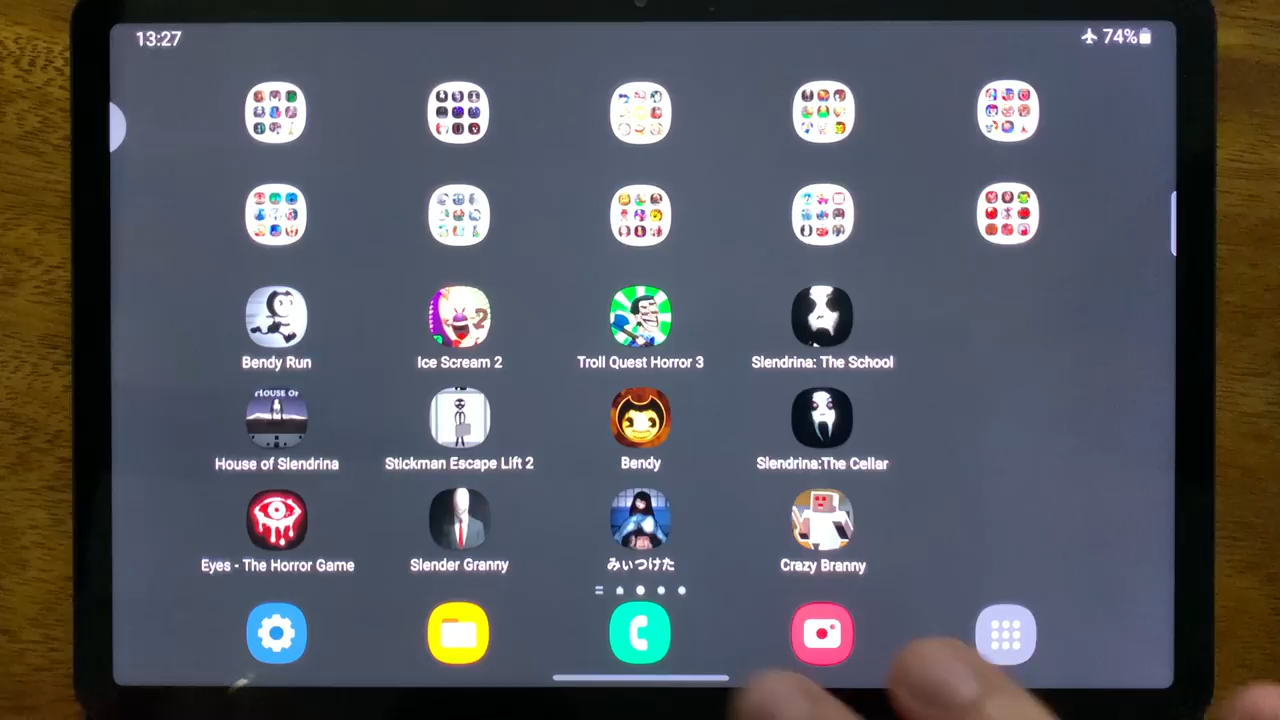 13:27
74%
Bendy Run
Ice Scream 2
Troll Quest Horror 3
Slendrina: The School
HOUSE OF
House of Slendrina
Stickman Escape Lift 2
Bendy
Slendrina:The Cellar
Eyes - The Horror Game
Slender Granny
みぃつけた
Crazy Branny